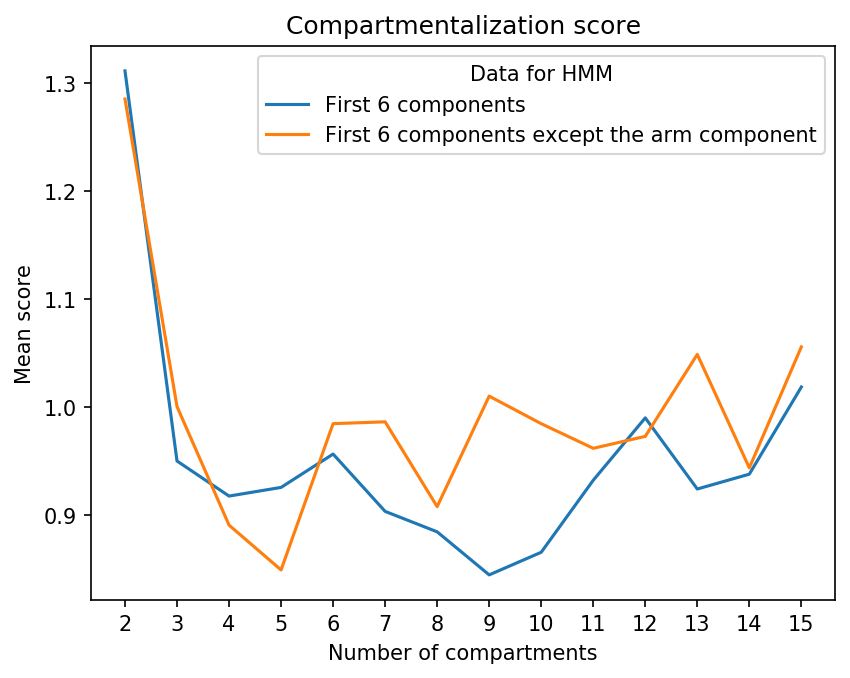 Compartmentalization score
Data for HMM
First 6 components
First 6 components except the arm component
Mean score
1.3
1.2
1.1
1.0
0.9
2 3 4 5 6 7 8 9 10 11 12 13 14 15
Number of compartments